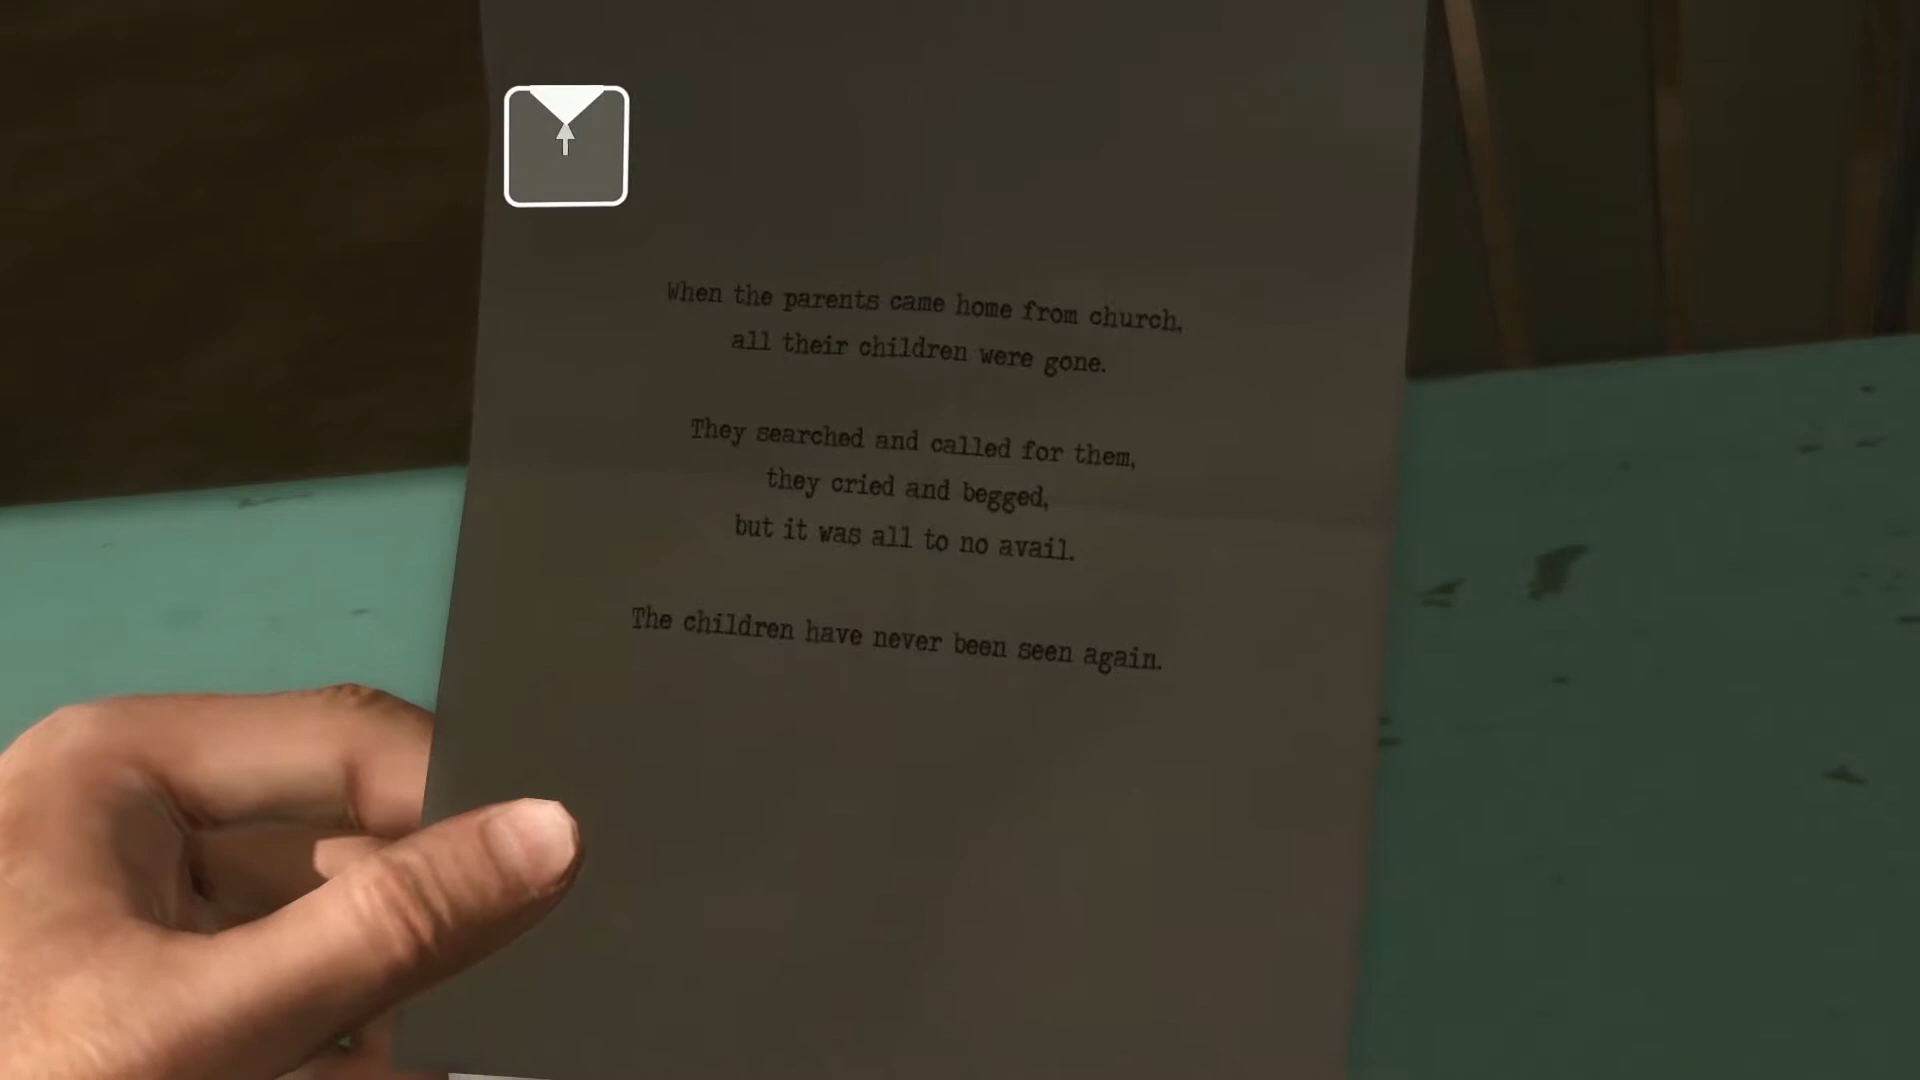 When the parents came home from church,
all their children were gone.
They searched and called for them,
they cried and begged,
but it was all to no avail.
The children have never been seen again.